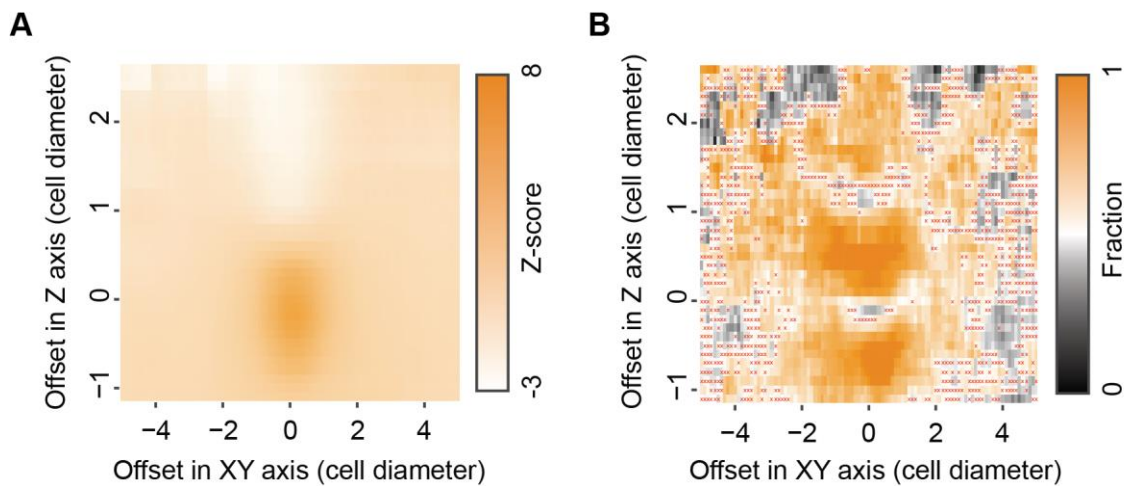 A
B
Offset in Z axis (cell diameter)
2
1
0
−1
−4
−2
0
2
4
Offset in XY axis (cell diameter)
8
Z-score
-3
Offset in Z axis (cell diameter)
2
1
0
−1
−4
−2
0
2
4
Offset in XY axis (cell diameter)
1
Fraction
0